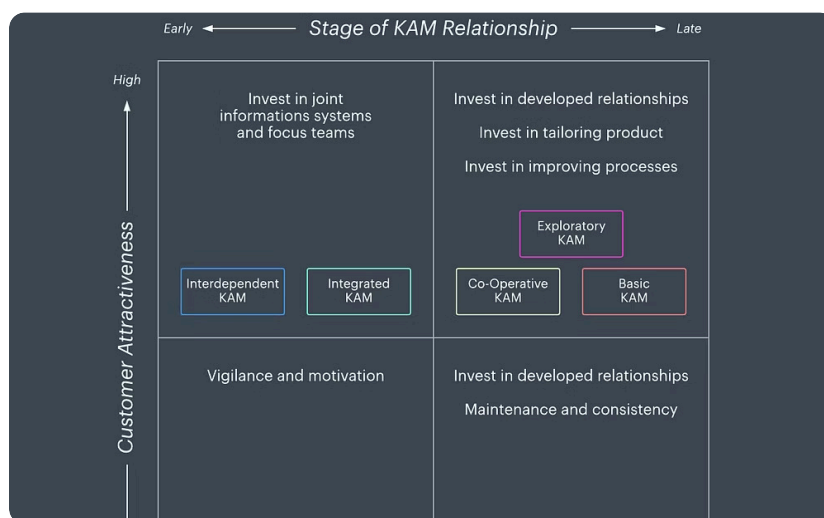 Early
Stage of KAM Relationship
Late
High
Customer Attractiveness
Invest in joint
informations systems
and focus teams
Interdependent
KAM
Integrated
KAM
Invest in developed relationships
Invest in tailoring product
Invest in improving processes
Exploratory
KAM
Co-Operative
KAM
Basic
KAM
Vigilance and motivation
Invest in developed relationships
Maintenance and consistency